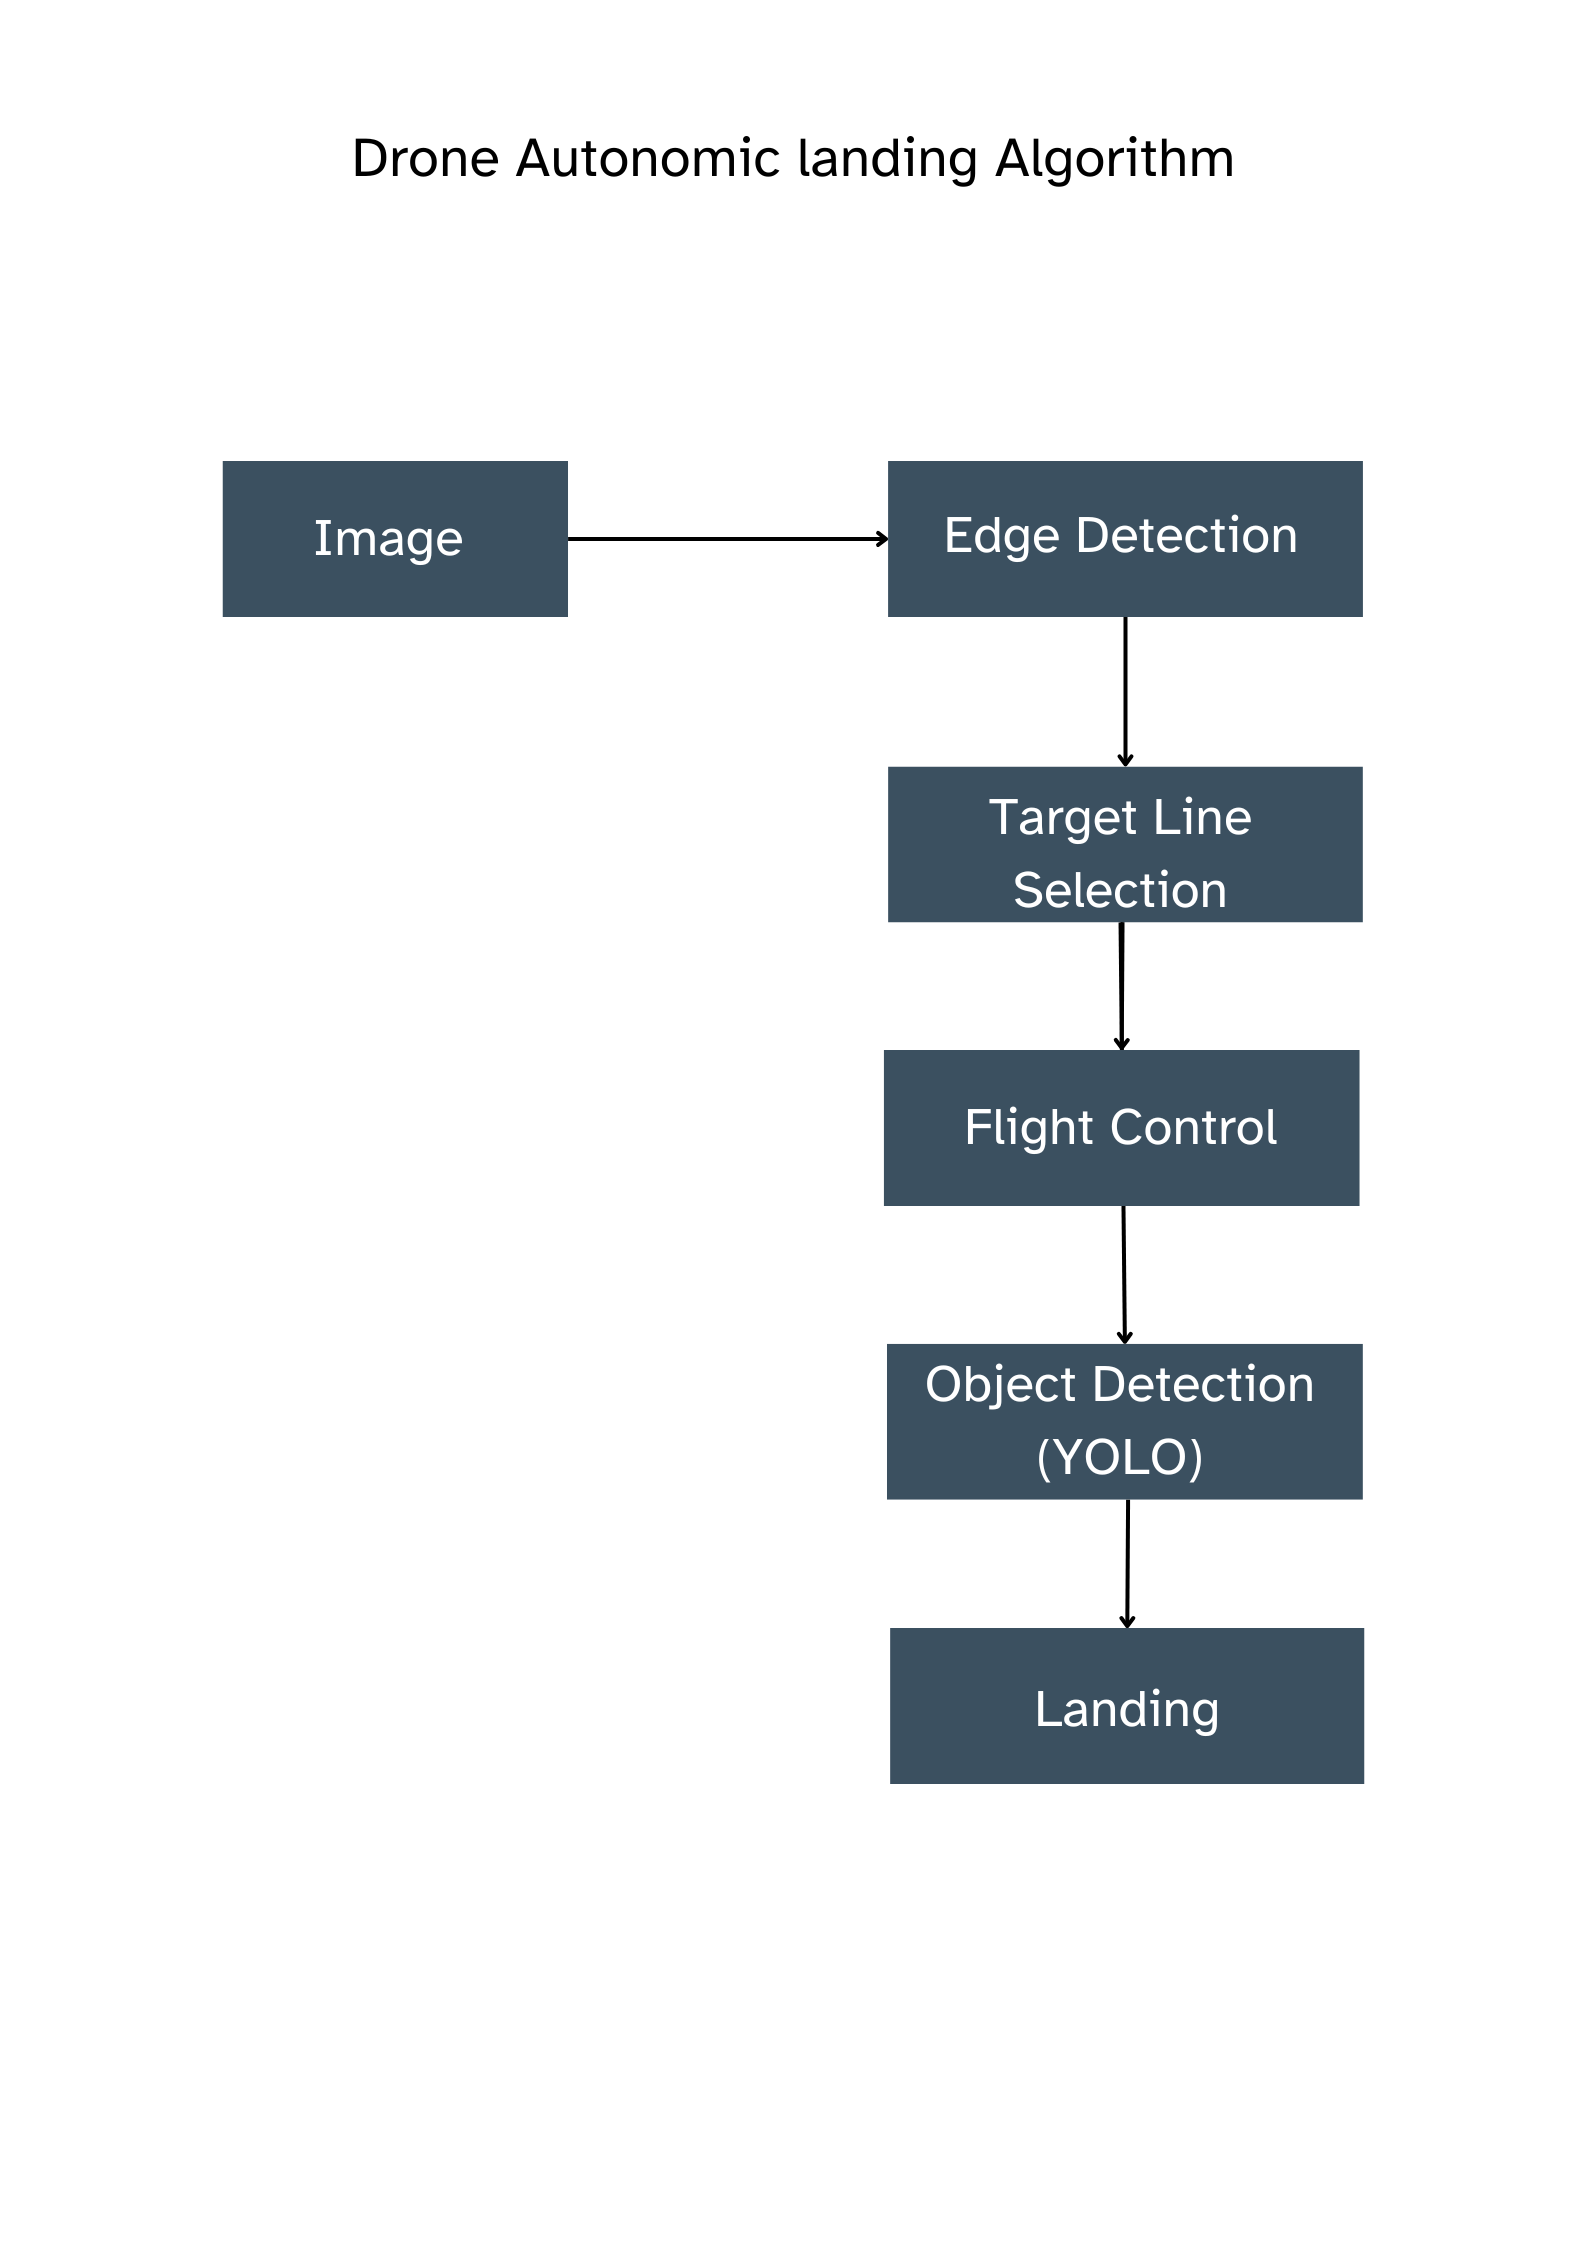 Drone Autonomic landing Algorithm
Image
Edge Detection
Target Line
Selection
Flight Control
Object Detection
(YOLO)
Landing